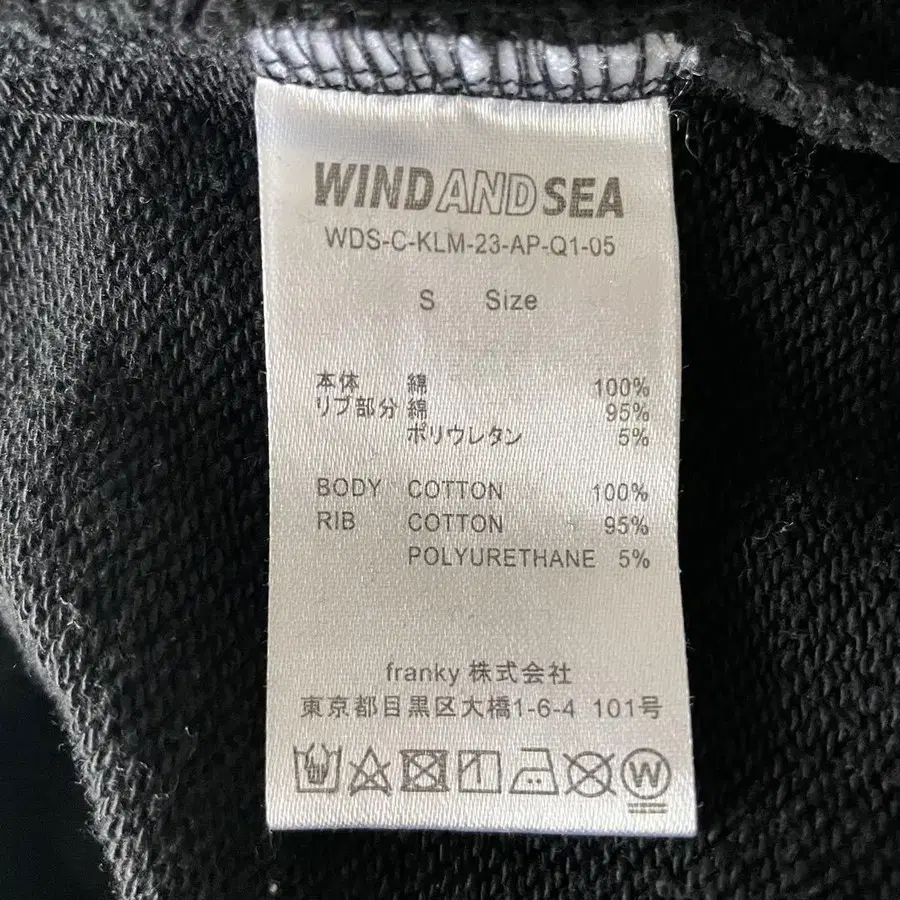 WIND AND SEA
WDS-C-KLM-23-AP-Q1-05
S Size
本体 綿 100%
リブ部分 綿 95%
ポリウレタン 5%
BODY COTTON 100%
RIB COTTON 95%
POLYURETHANE 5%
franky 株式会社
東京都目黒区大橋1-6-4 101号
W